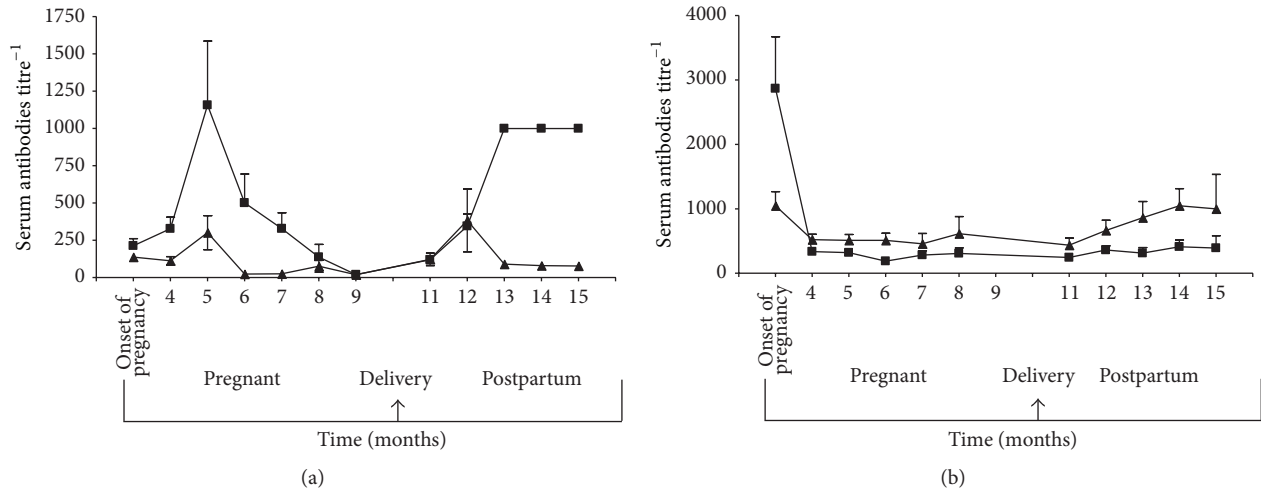 1750
1500
1250
1000
750
500
250
0
Serum antibodies titre⁻¹
Onset of
pregnancy
4 5 6 7 8 9 11 12 13 14 15
Pregnant Delivery Postpartum
Time (months)
(a)
4000
3000
2000
1000
0
Serum antibodies titre⁻¹
Onset of
pregnancy
4 5 6 7 8 9 11 12 13 14 15
Pregnant Delivery Postpartum
Time (months)
(b)